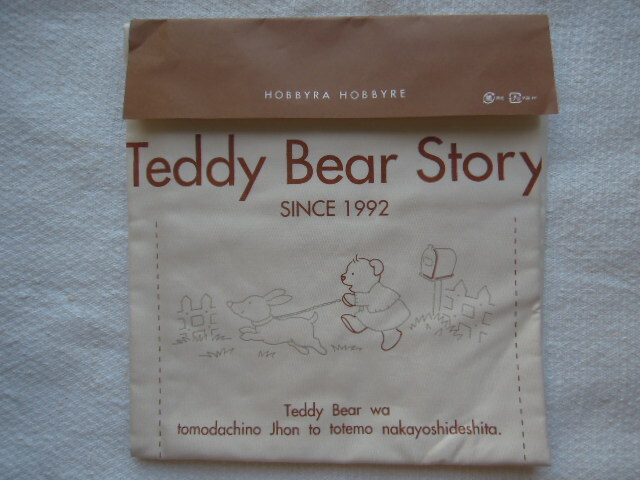 HOBBYRA HOBBYRE
Teddy Bear Story
SINCE 1992
Teddy Bear wa
tomodachino Jhon to totemo nakayoshideshita.